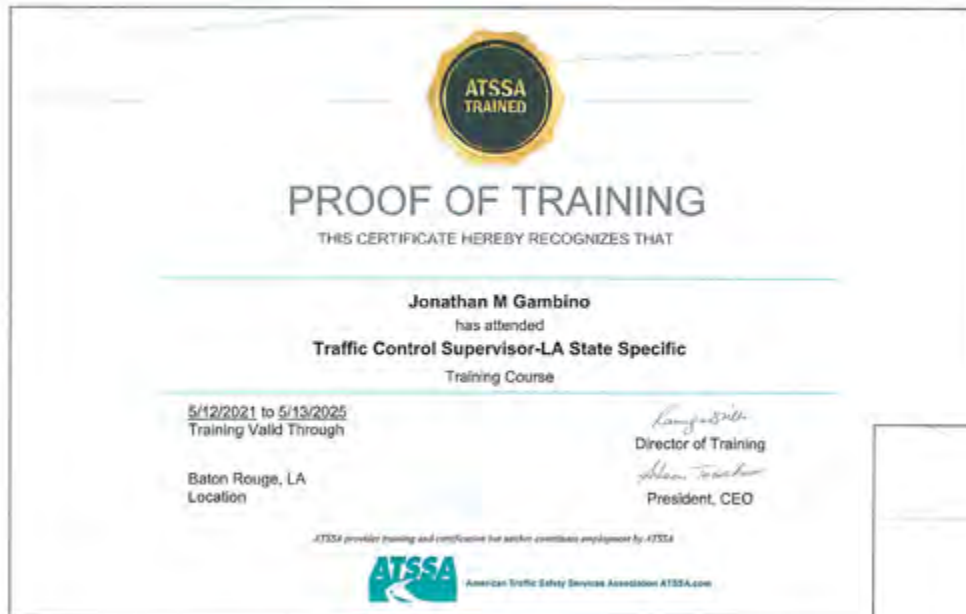 ATSSA
TRAINED
PROOF OF TRAINING
THIS CERTIFICATE HEREBY RECOGNIZES THAT
Jonathan M Gambino
has attended
Traffic Control Supervisor-LA State Specific
Training Course
5/12/2021 to 5/13/2025
Training Valid Through
Director of Training
Baton Rouge, LA
Location
President, CEO
ATSSA provides training and certification but neither constitutes employment by ATSSA
ATSSA
American Traffic Safety Services Association ATSSA.com